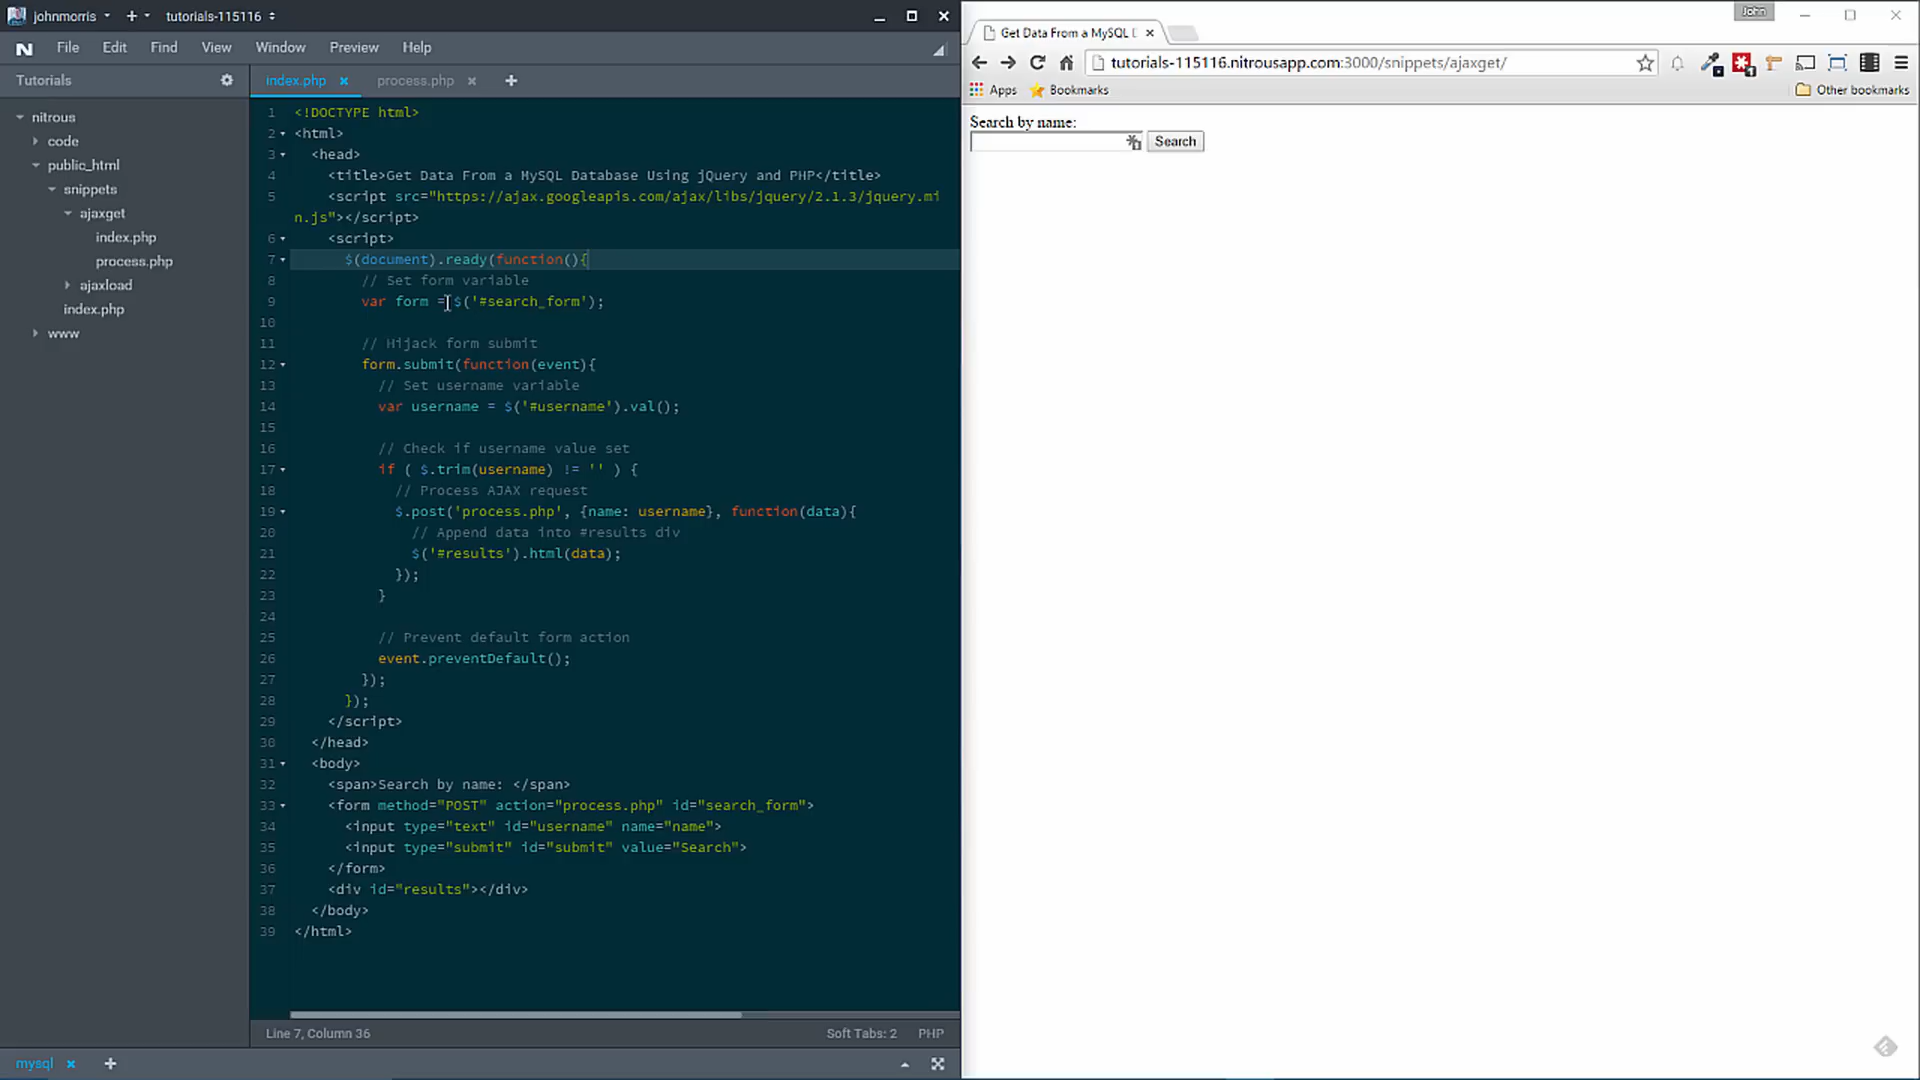 johnmorris
+
tutorials-115116
File Edit Find View Window Preview Help
Tutorials
index.php
process.php
nitrous
code
public_html
snippets
ajaxget
index.php
process.php
ajaxload
index.php
www
1 <!DOCTYPE html>
2 <html>
3 <head>
4 <title>Get Data From a MySQL Database Using jQuery and PHP</title>
5 <script src="https://ajax.googleapis.com/ajax/libs/jquery/2.1.3/jquery.mi
n.js"></script>
6 <script>
7 $(document).ready(function(){
8 // Set form variable
9 var form = $('#search_form');
10
11 // Hijack form submit
12 form.submit(function(event){
13 // Set username variable
14 var username = $('#username').val();
15
16 // Check if username value set
17 if ( $.trim(username) != '' ) {
18 // Process AJAX request
19 $.post('process.php', {name: username}, function(data){
20 // Append data into #results div
21 $('#results').html(data);
22 });
23 }
24
25 // Prevent default form action
26 event.preventDefault();
27 });
28 });
29 </script>
30 </head>
31 <body>
32 <span>Search by name: </span>
33 <form method="POST" action="process.php" id="search_form">
34 <input type="text" id="username" name="name">
35 <input type="submit" id="submit" value="Search">
36 </form>
37 <div id="results"></div>
38 </body>
39 </html>
Line 7, Column 36
Soft Tabs: 2 PHP
mysql
John
Get Data From a MySQL D
tutorials-115116.nitrousapp.com:3000/snippets/ajaxget/
Apps Bookmarks Other bookmarks
Search by name:
Search